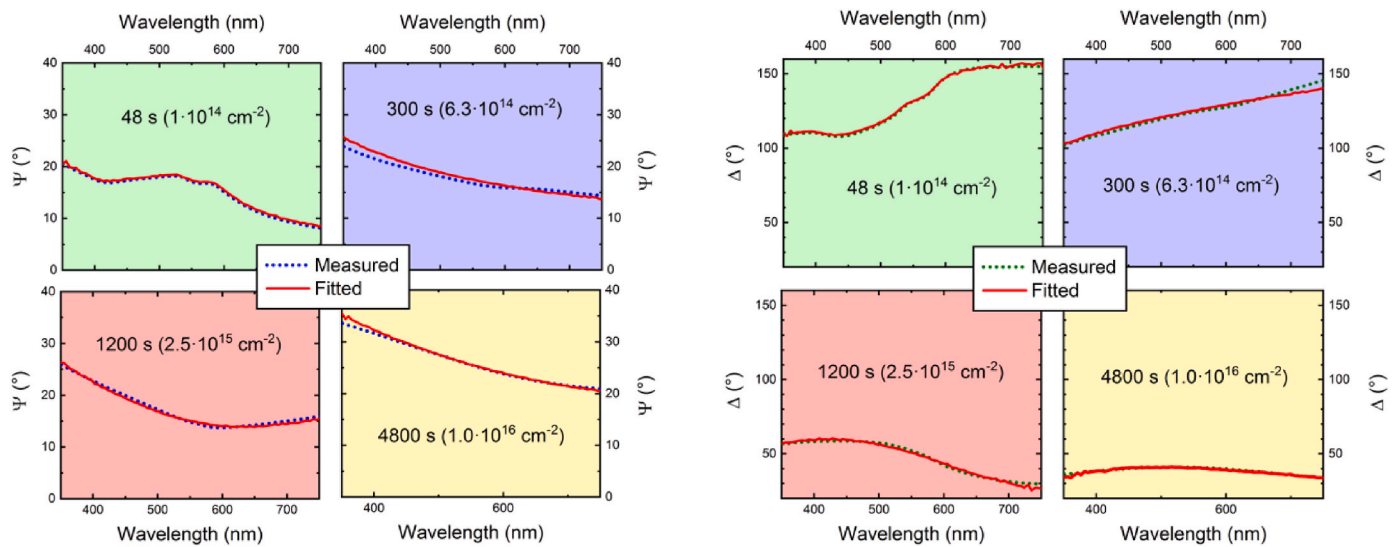 Wavelength (nm)
Wavelength (nm)
400 500 600 700
400 500 600 700
40
30
20
10
0
Ψ (°)
48 s (1·10¹⁴ cm⁻²)
300 s (6.3·10¹⁴ cm⁻²)
40
30
20
10
0
Ψ (°)
Measured
Fitted
40
30
20
10
0
Ψ (°)
1200 s (2.5·10¹⁵ cm⁻²)
4800 s (1.0·10¹⁶ cm⁻²)
40
30
20
10
0
Ψ (°)
400 500 600 700
400 600
Wavelength (nm)
Wavelength (nm)
Wavelength (nm)
Wavelength (nm)
400 500 600 700
400 500 600 700
150
100
50
Δ (°)
48 s (1·10¹⁴ cm⁻²)
300 s (6.3·10¹⁴ cm⁻²)
150
100
50
Δ (°)
Measured
Fitted
150
100
50
Δ (°)
1200 s (2.5·10¹⁵ cm⁻²)
4800 s (1.0·10¹⁶ cm⁻²)
150
100
50
Δ (°)
400 500 600 700
400 600
Wavelength (nm)
Wavelength (nm)